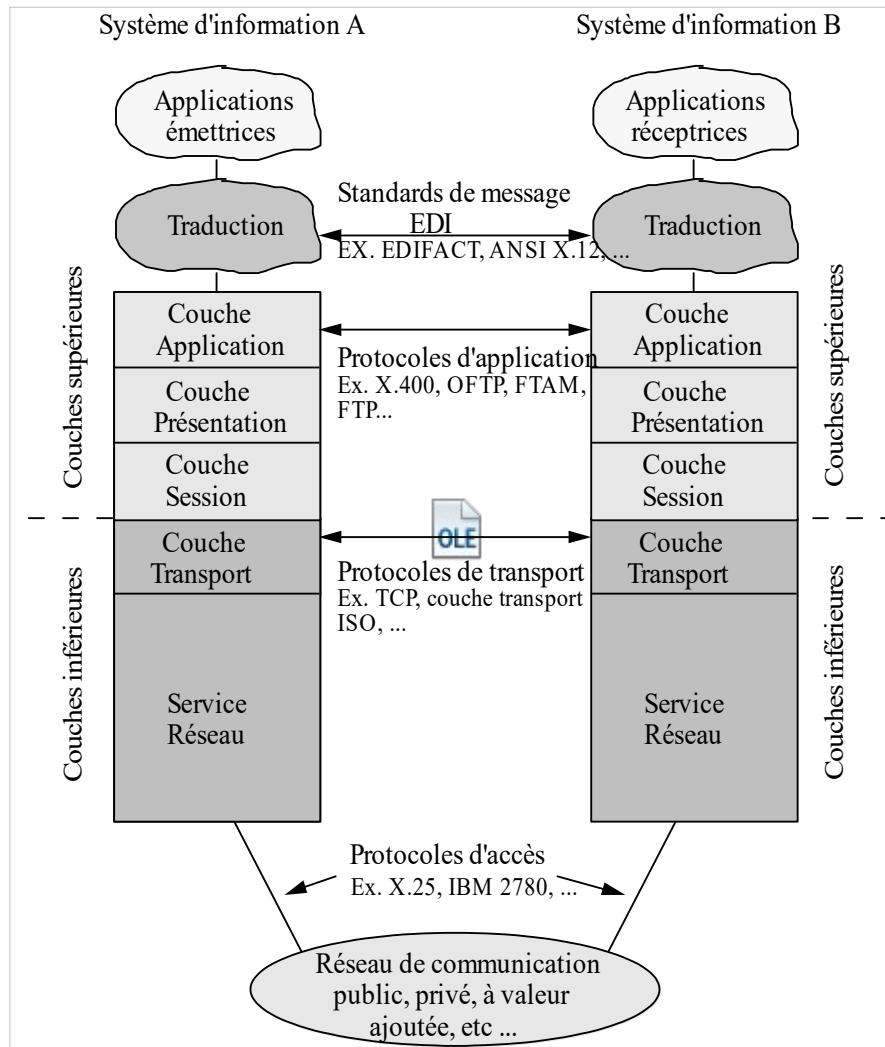 Système d'information A
Système d'information B
Applications
émettrices
Applications
réceptrices
Standards de message
EDI
EX. EDIFACT, ANSI X.12, ...
Traduction
Traduction
Couches supérieures
Couche
Application
Couche
Présentation
Couche
Session
Protocoles d'application
Ex. X.400, OFTP, FTAM,
FTP...
Couche
Application
Couche
Présentation
Couche
Session
Couches supérieures
OLE
Couches inférieures
Couche
Transport
Service
Réseau
Protocoles de transport
Ex. TCP, couche transport
ISO, ...
Couche
Transport
Service
Réseau
Couches inférieures
Protocoles d'accès
Ex. X.25, IBM 2780, ...
Réseau de communication
public, privé, à valeur
ajoutée, etc ...